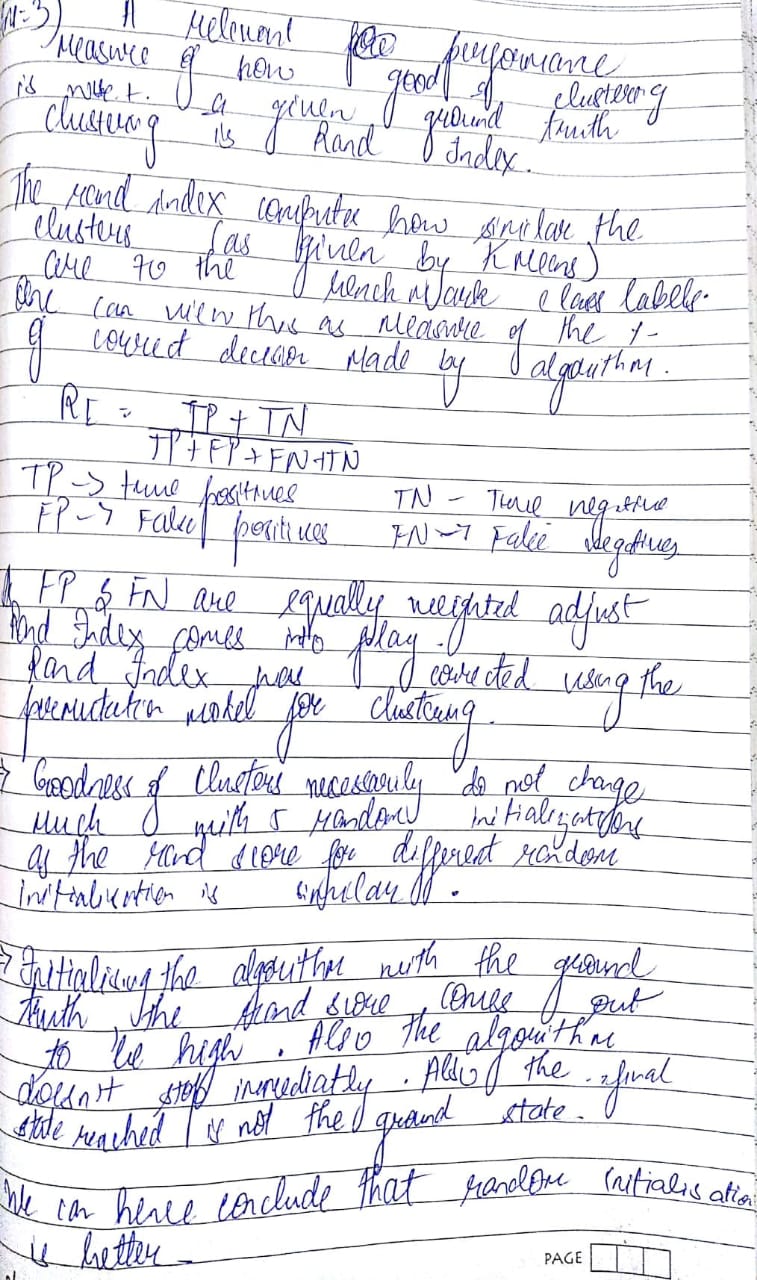 A Relevant performance
Measure of how good of clustering
is w.r.t. a given ground truth
clustering is Rand Index.
The rand index computes how similar the
clusters (as given by K Means)
are to the benchmark class labels.
One can view this as Measure of the %
of correct decision Made by algorithm.
RI = TP + TN
TP + FP + FN + TN
TP → true positives TN - True negative
FP → False positives FN → False Negatives
FP & FN are equally weighted adjust
Rand Index comes into play.
Rand Index was corrected using the
permutation model for clustering.
→ Goodness of clusters necessarily do not change
much with 5 random initializations
as the rand score for different random
initialization is similar.
→ Initialising the algorithm with the ground
truth the Rand score comes out
to be high. Also the algorithm
doesn't stop immediately. Also the final
state reached is not the ground state.
We can hence conclude that random initialisation
is better.
PAGE